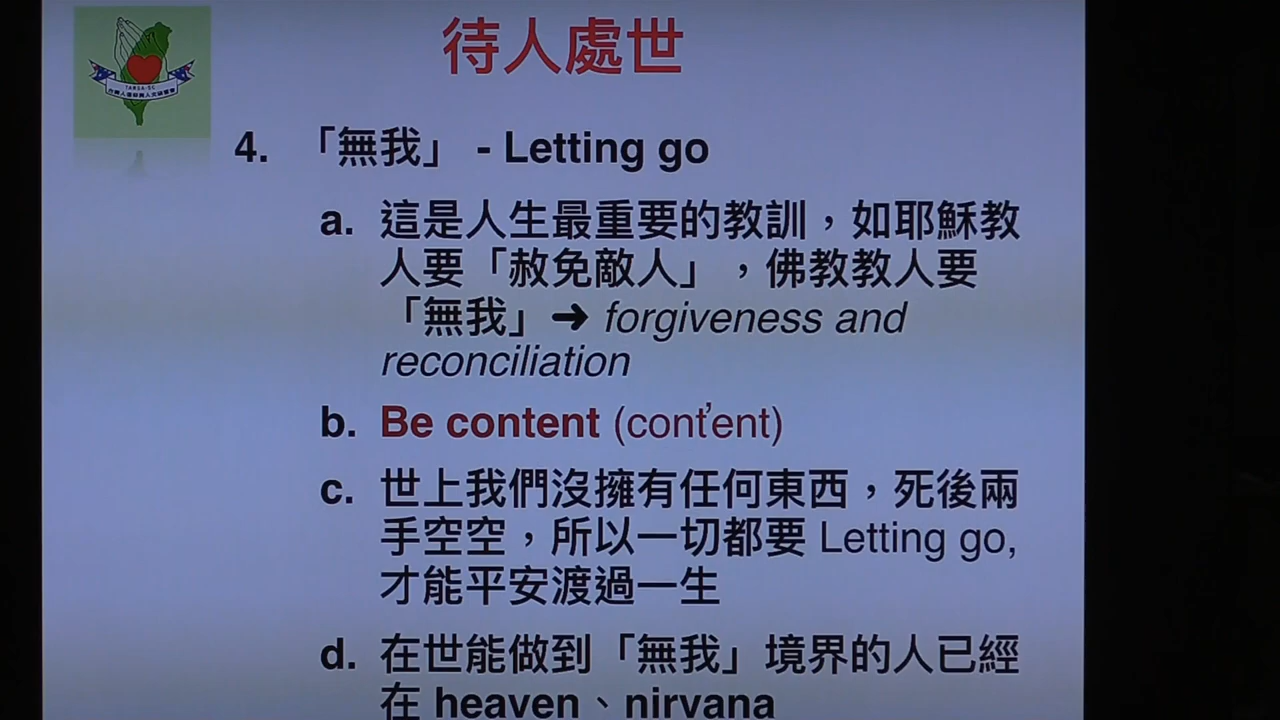 待人處世
TARSA-SC
4. 「無我」 - Letting go
a. 這是人生最重要的教訓，如耶穌教
人要「赦免敵人」，佛教教人要
「無我」➜ forgiveness and
reconciliation
b. Be content (cont'ent)
c. 世上我們沒擁有任何東西，死後兩
手空空，所以一切都要 Letting go,
才能平安渡過一生
d. 在世能做到「無我」境界的人已經
在 heaven、nirvana